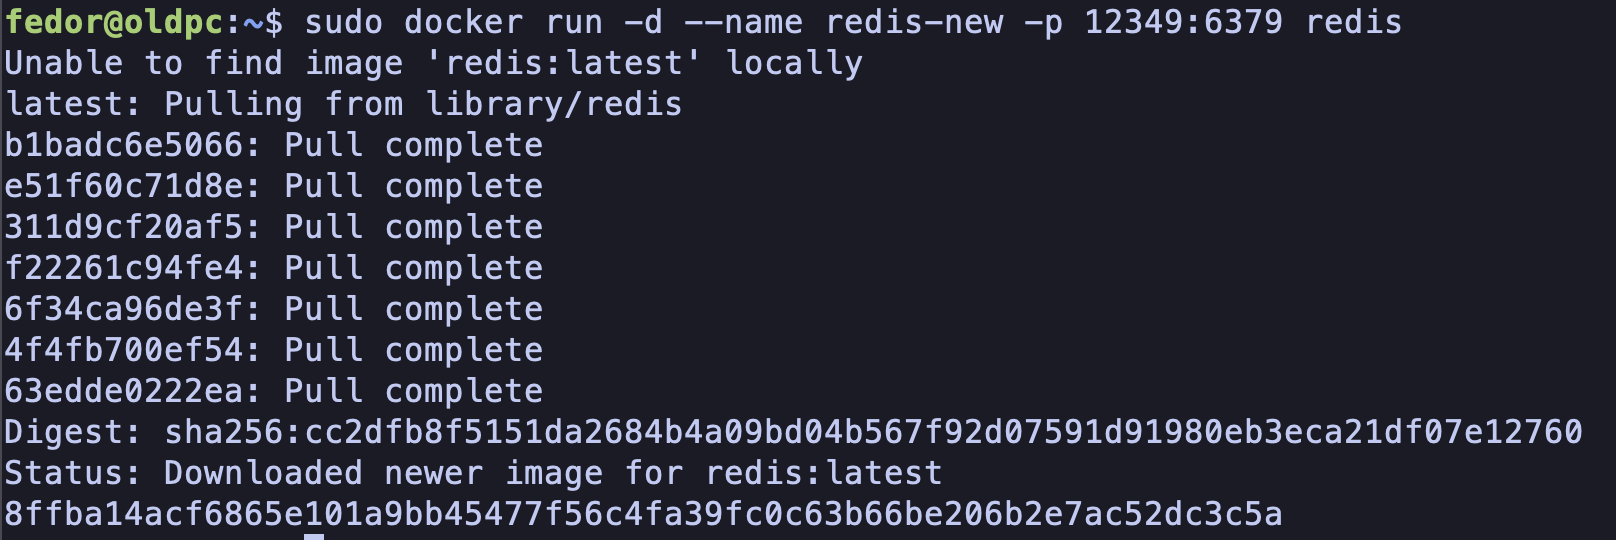 fedor@oldpc:~$ sudo docker run -d --name redis-new -p 12349:6379 redis
Unable to find image 'redis:latest' locally
latest: Pulling from library/redis
b1badc6e5066: Pull complete
e51f60c71d8e: Pull complete
311d9cf20af5: Pull complete
f22261c94fe4: Pull complete
6f34ca96de3f: Pull complete
4f4fb700ef54: Pull complete
63edde0222ea: Pull complete
Digest: sha256:cc2dfb8f5151da2684b4a09bd04b567f92d07591d91980eb3eca21df07e12760
Status: Downloaded newer image for redis:latest
8ffba14acf6865e101a9bb45477f56c4fa39fc0c63b66be206b2e7ac52dc3c5a